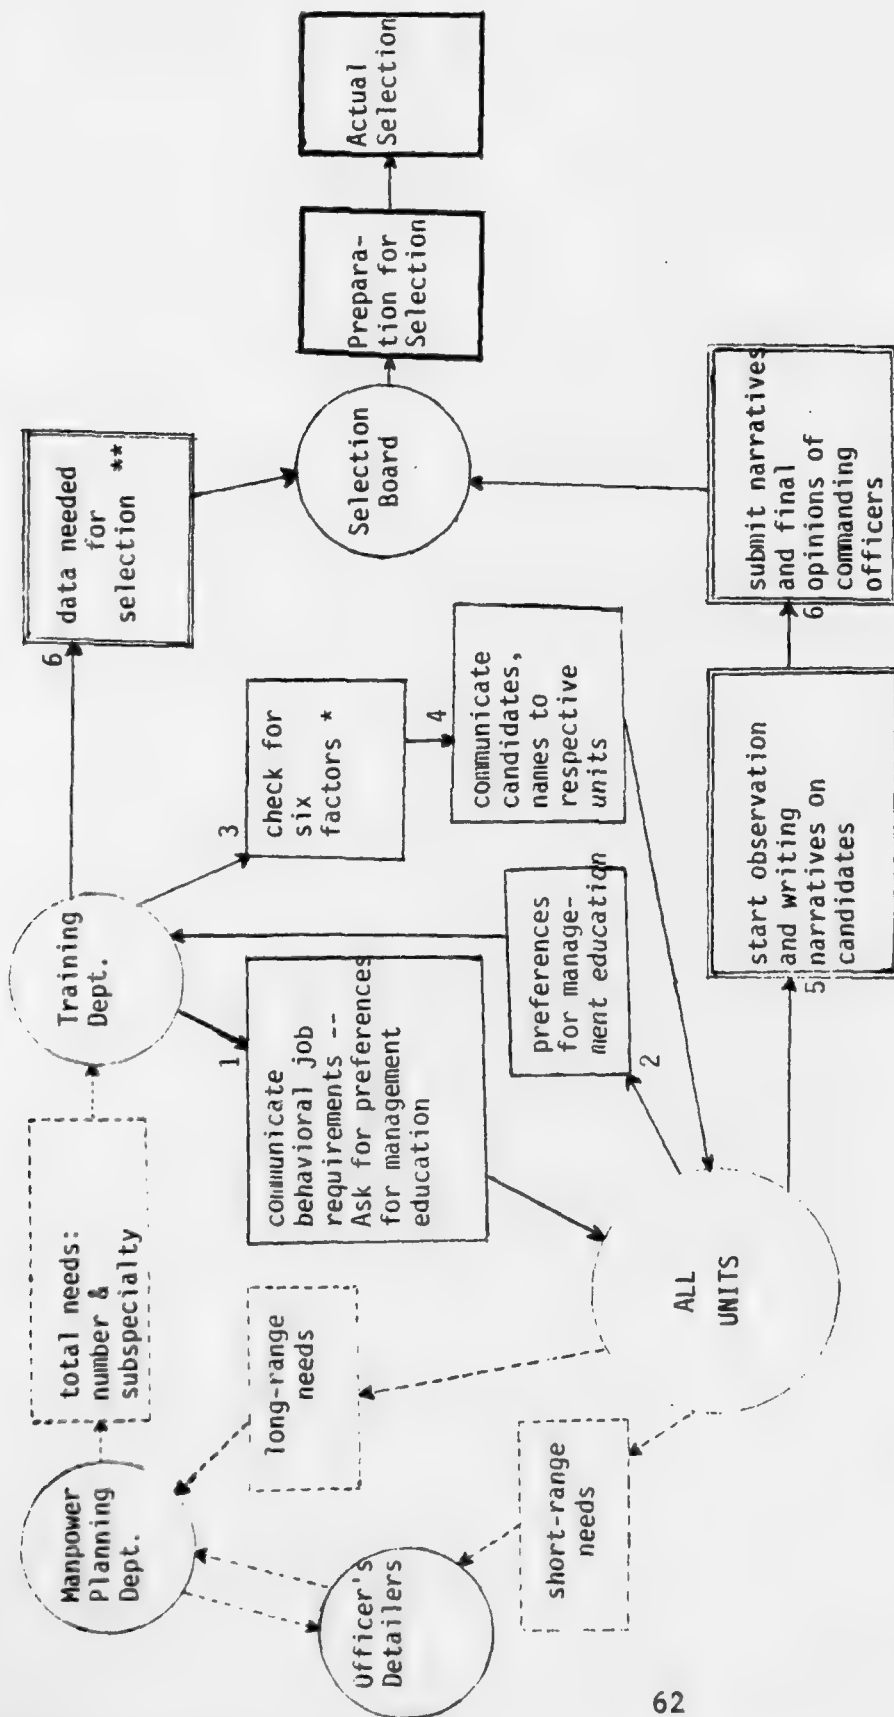 Manpower
Planning
Dept.
total needs:
number &
subspecialty
Training
Dept.
6
data needed
for
selection **
Officer's
Detailers
long-range
needs
1
communicate
behavioral job
requirements --
Ask for preferences
for management
education
3
check for
six
factors *
Selection
Board
Prepara-
tion for
Selection
Actual
Selection
short-range
needs
2
preferences
for manage-
ment education
4
communicate
candidates,
names to
respective
units
ALL
UNITS
start observation
and writing
5 narratives on
candidates
submit narratives
and final
6 opinions of
commanding
officers
62